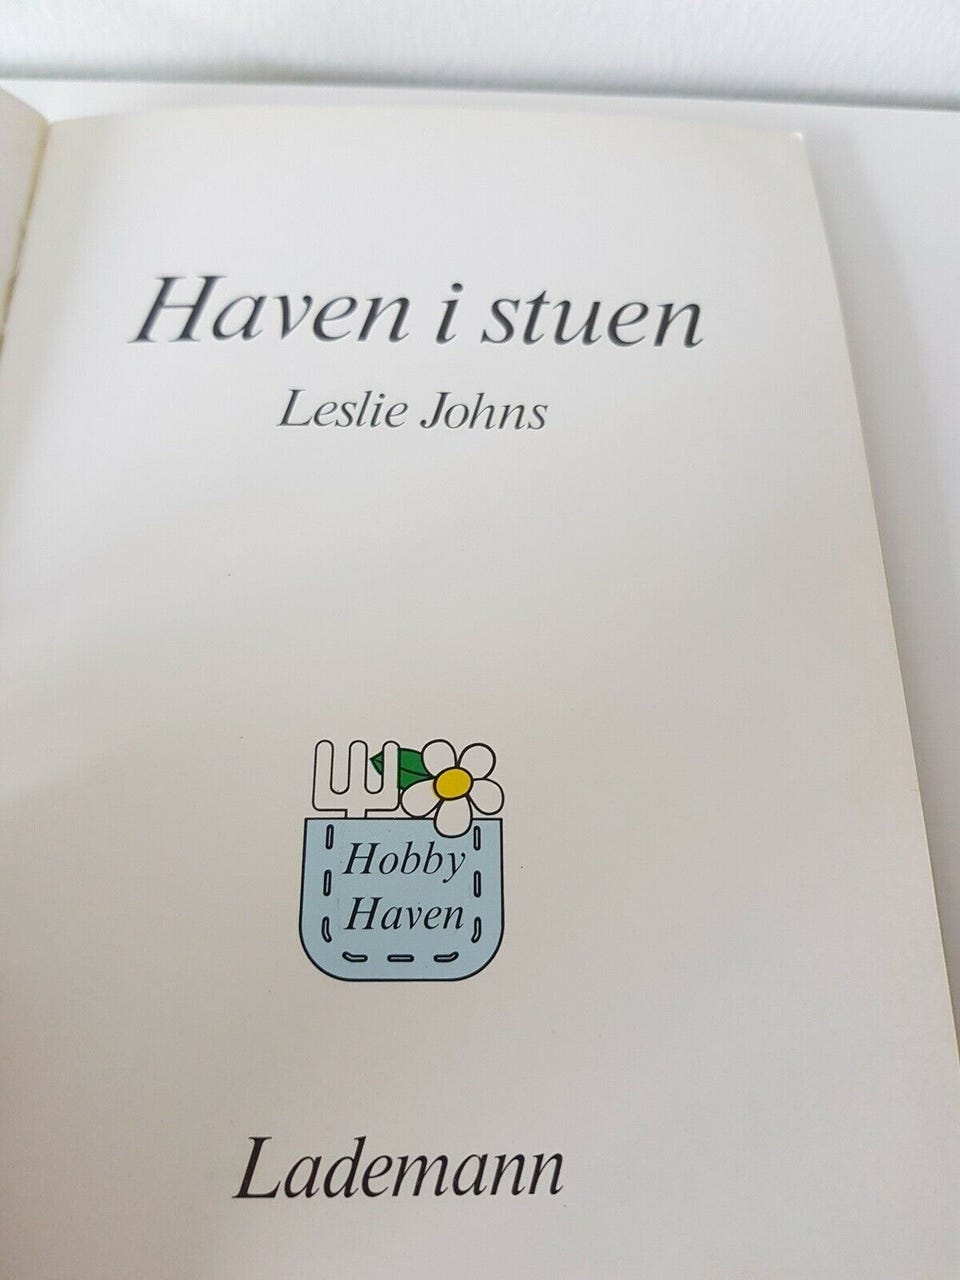 Haven i stuen
Leslie Johns
Hobby
Haven
Lademann